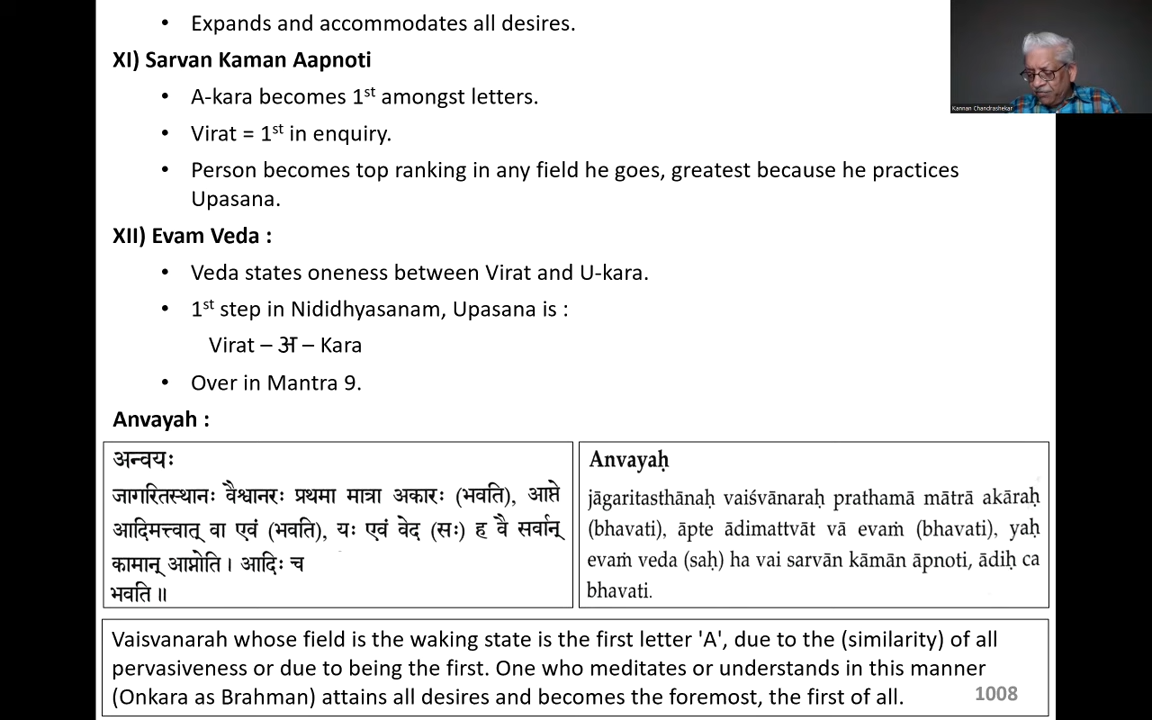 • Expands and accommodates all desires.
XI) Sarvan Kaman Aapnoti
• A-kara becomes 1st amongst letters.
• Virat = 1st in enquiry.
• Person becomes top ranking in any field he goes, greatest because he practices
Upasana.
XII) Evam Veda :
• Veda states oneness between Virat and U-kara.
• 1st step in Nididhyasanam, Upasana is :
Virat – अ – Kara
• Over in Mantra 9.
Anvayah :
अन्वयः
जागरितस्थानः वैश्वानरः प्रथमा मात्रा अकारः (भवति), आप्ते
आदिमत्त्वात् वा एवं (भवति), यः एवं वेद (सः) ह वै सर्वान्
कामान् आप्नोति । आदिः च
भवति ॥
Anvayaḥ
jāgaritasthānaḥ vaiśvānaraḥ prathamā mātrā akāraḥ
(bhavati), āpte ādimattvāt vā evaṁ (bhavati), yaḥ
evaṁ veda (saḥ) ha vai sarvān kāmān āpnoti, ādiḥ ca
bhavati.
Vaisvanarah whose field is the waking state is the first letter 'A', due to the (similarity) of all
pervasiveness or due to being the first. One who meditates or understands in this manner
(Onkara as Brahman) attains all desires and becomes the foremost, the first of all.
1008
Kannan Chandrashekar